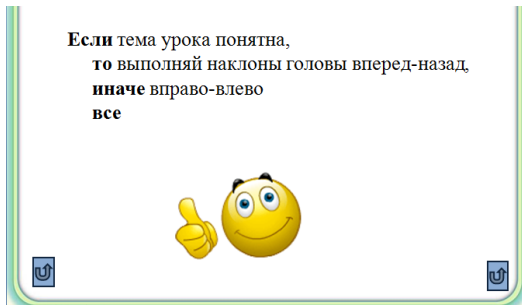 Если тема урока понятна,
то выполняй наклоны головы вперед-назад,
иначе вправо-влево
все